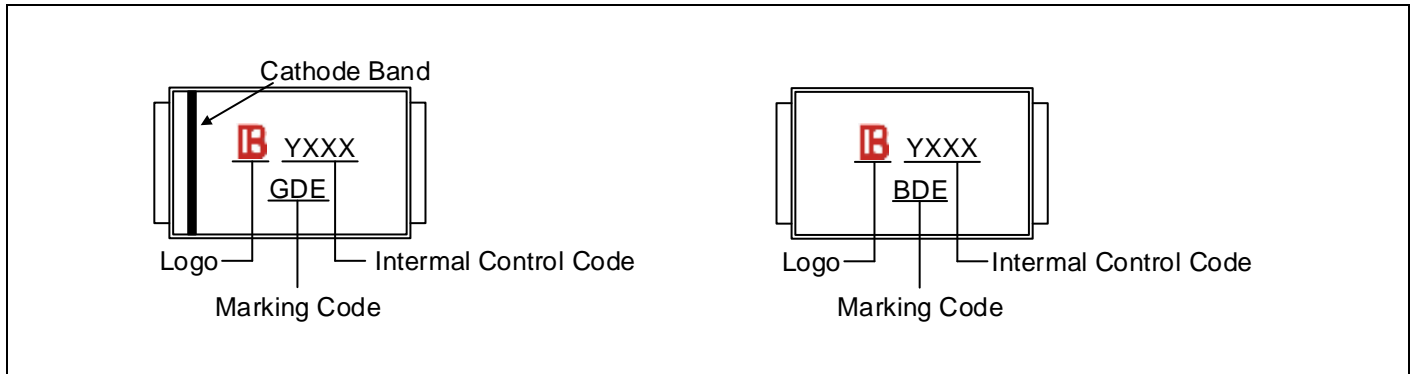 Cathode Band
B YXXX
GDE
Logo
Intermal Control Code
Marking Code
B YXXX
BDE
Logo
Intermal Control Code
Marking Code